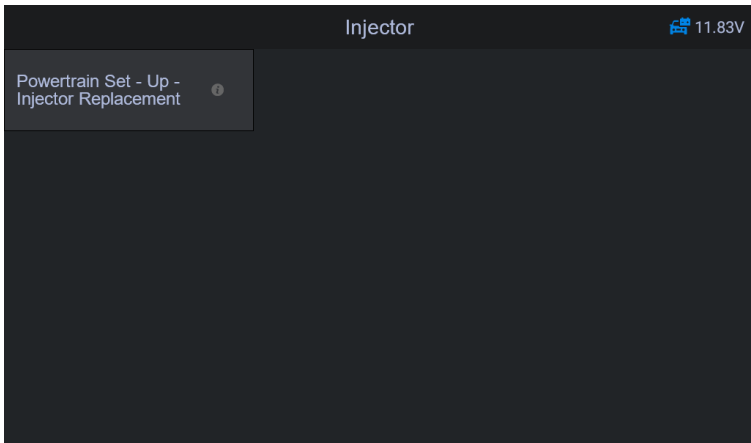 Injector
11.83V
Powertrain Set - Up -
Injector Replacement